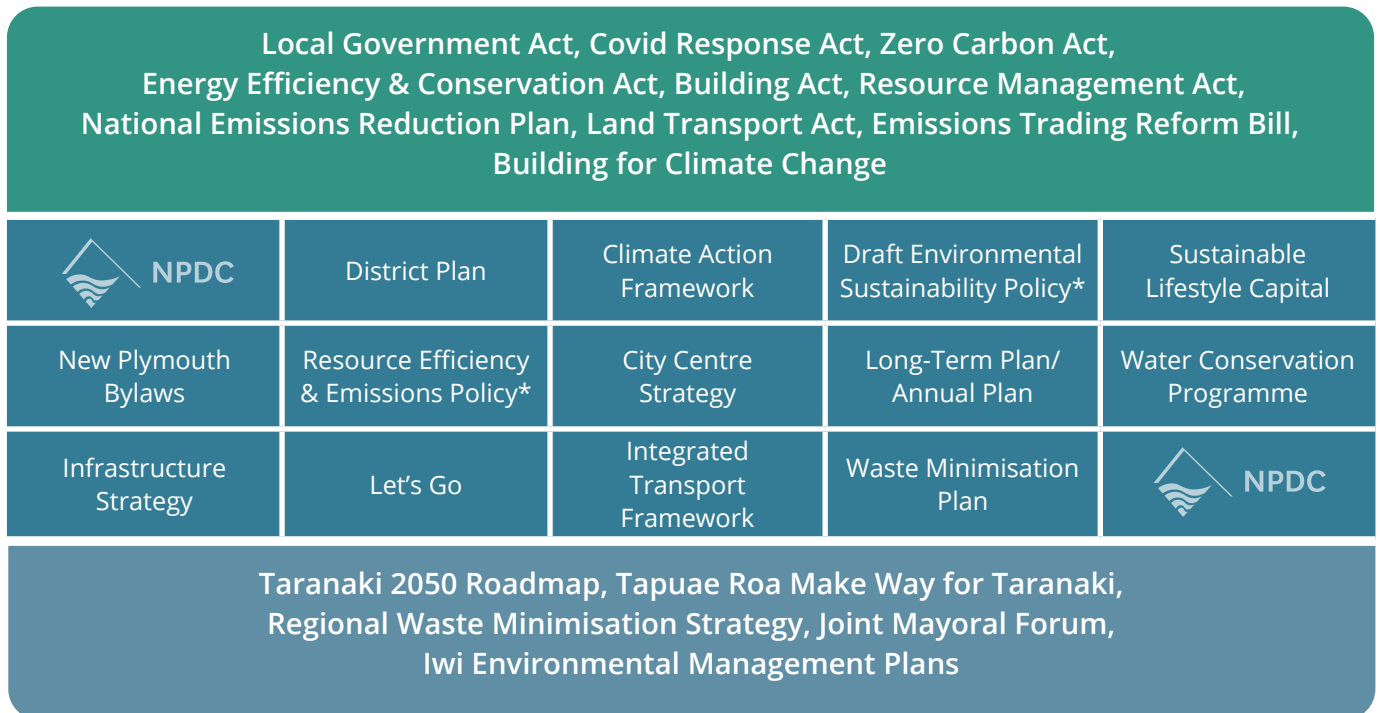 Local Government Act, Covid Response Act, Zero Carbon Act,
Energy Efficiency & Conservation Act, Building Act, Resource Management Act,
National Emissions Reduction Plan, Land Transport Act, Emissions Trading Reform Bill,
Building for Climate Change
NPDC
District Plan
Climate Action
Framework
Draft Environmental
Sustainability Policy*
Sustainable
Lifestyle Capital
New Plymouth
Bylaws
Resource Efficiency
& Emissions Policy*
City Centre
Strategy
Long-Term Plan/
Annual Plan
Water Conservation
Programme
Infrastructure
Strategy
Let’s Go
Integrated
Transport
Framework
Waste Minimisation
Plan
NPDC
Taranaki 2050 Roadmap, Tapuae Roa Make Way for Taranaki,
Regional Waste Minimisation Strategy, Joint Mayoral Forum,
Iwi Environmental Management Plans